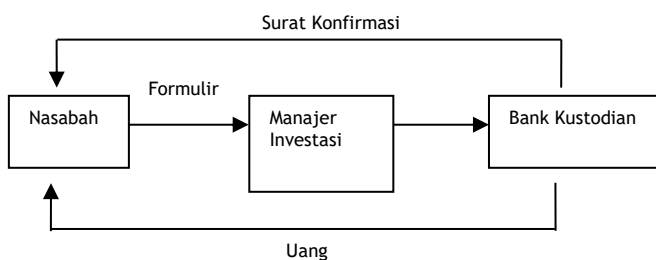 Surat Konfirmasi
Formulir
Nasabah
Manajer
Investasi
Bank Kustodian
Uang